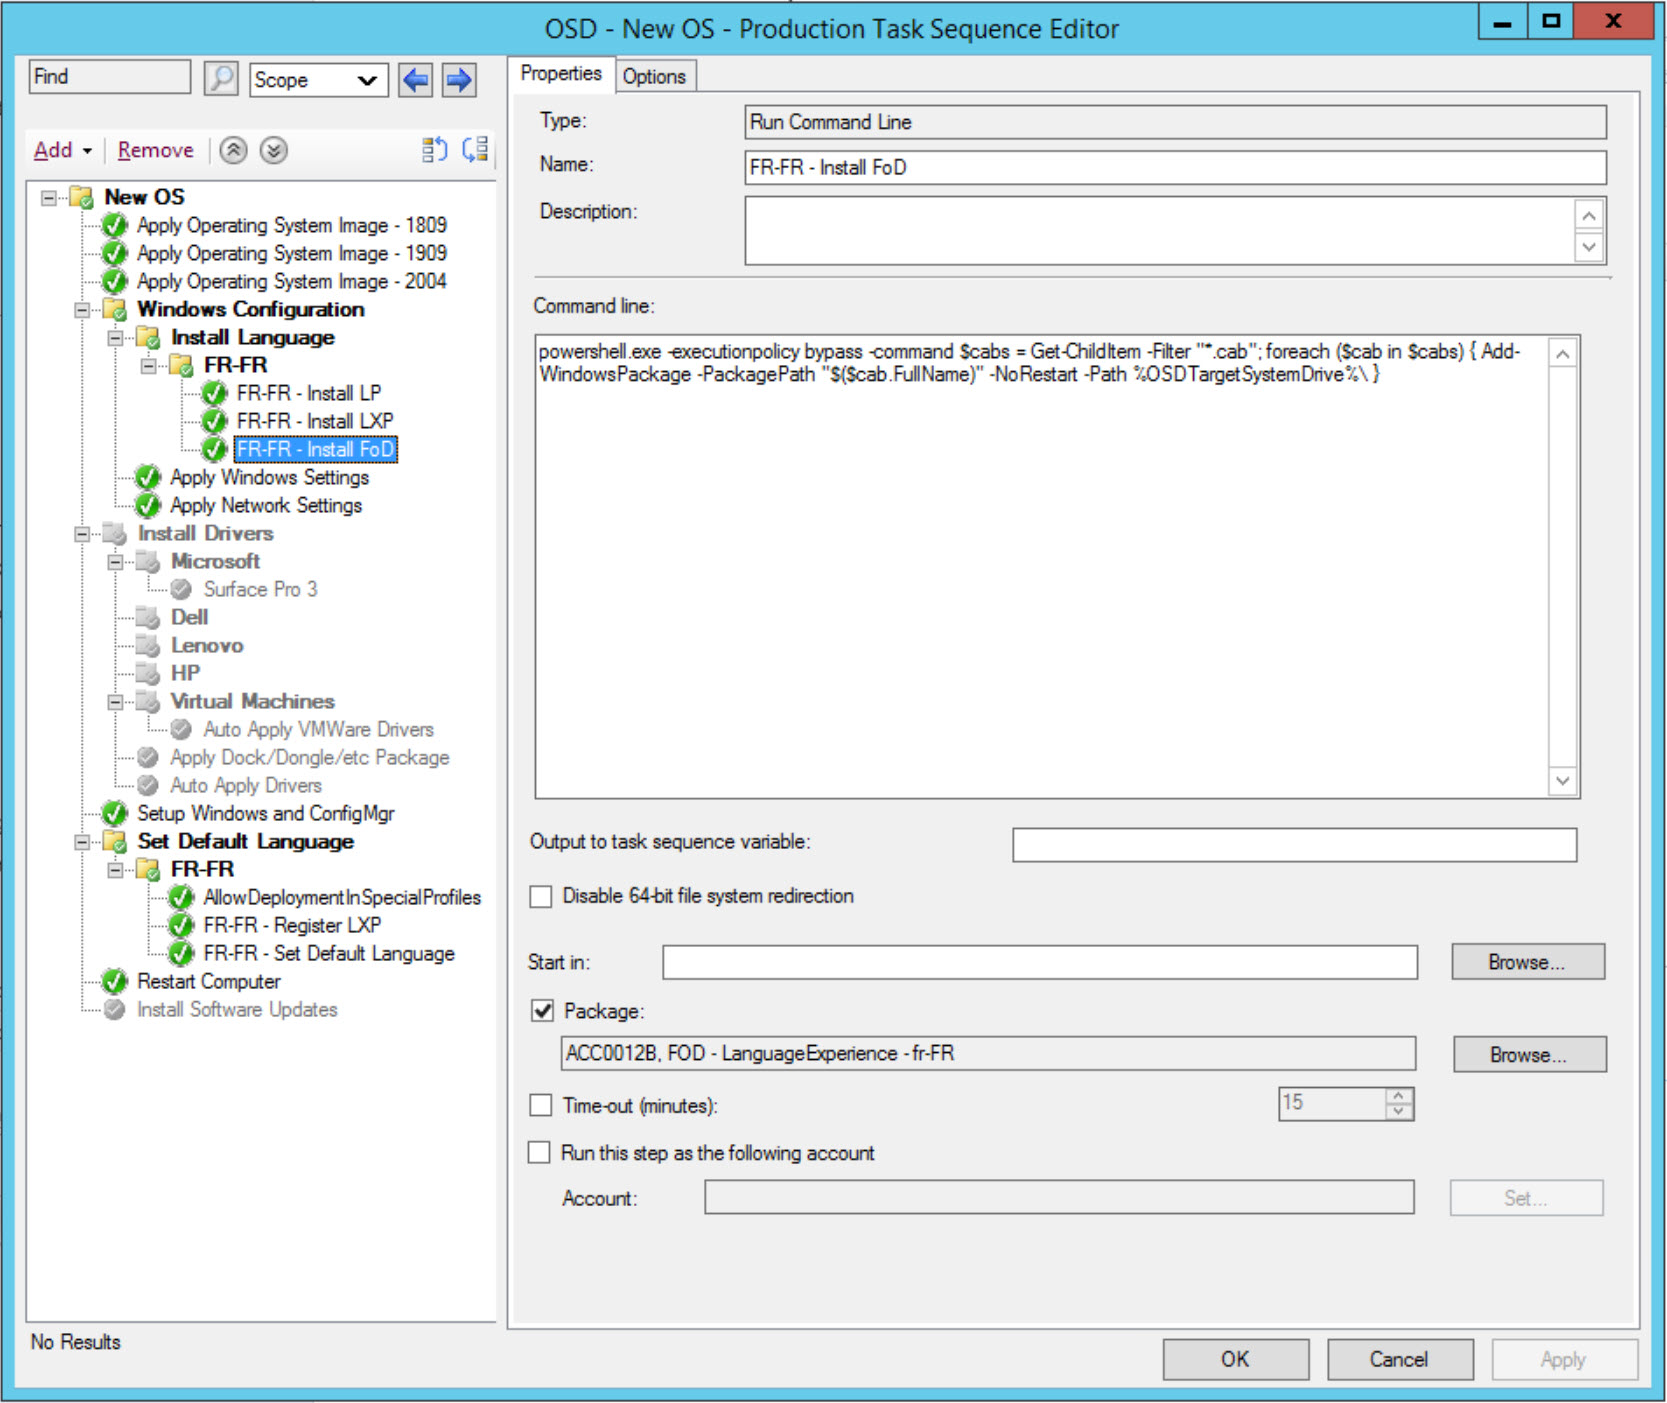 OSD - New OS - Production Task Sequence Editor
X
Find
Scope
Add
Remove
New OS
Apply Operating System Image - 1809
Apply Operating System Image - 1909
Apply Operating System Image - 2004
Windows Configuration
Install Language
FR-FR
FR-FR - Install LP
FR-FR - Install LXP
FR-FR - Install FoD
Apply Windows Settings
Apply Network Settings
Install Drivers
Microsoft
Surface Pro 3
Dell
Lenovo
HP
Virtual Machines
Auto Apply VMWare Drivers
Apply Dock/Dongle/etc Package
Auto Apply Drivers
Setup Windows and ConfigMgr
Set Default Language
FR-FR
AllowDeploymentInSpecialProfiles
FR-FR - Register LXP
FR-FR - Set Default Language
Restart Computer
Install Software Updates
No Results
Properties
Options
Type:
Run Command Line
Name:
FR-FR - Install FoD
Description:
Command line:
powershell.exe -executionpolicy bypass -command $cabs = Get-ChildItem -Filter "*.cab"; foreach ($cab in $cabs) { Add-
WindowsPackage -PackagePath "$($cab.FullName)" -NoRestart -Path %OSDTargetSystemDrive%\ }
Output to task sequence variable:
Disable 64-bit file system redirection
Start in:
Browse...
Package:
ACC0012B, FOD - LanguageExperience - fr-FR
Browse...
Time-out (minutes):
15
Run this step as the following account
Account:
Set...
OK
Cancel
Apply